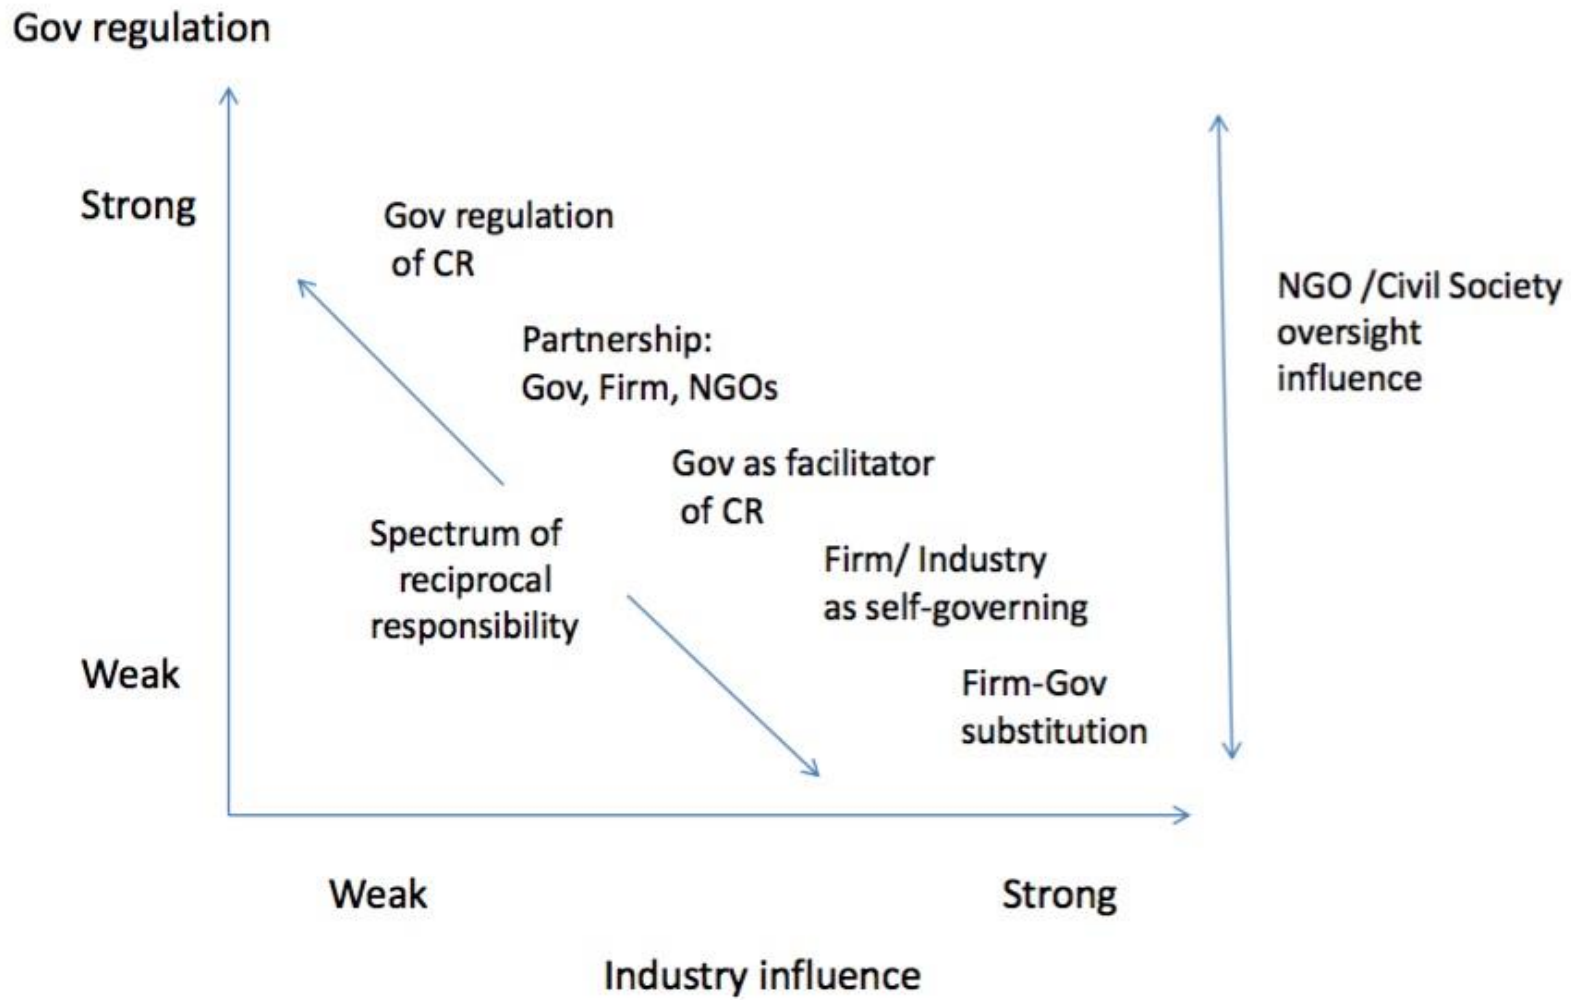 Gov regulation
Strong
Gov regulation
of CR
NGO /Civil Society
oversight
influence
Partnership:
Gov, Firm, NGOs
Gov as facilitator
of CR
Spectrum of
reciprocal
responsibility
Firm/ Industry
as self-governing
Weak
Firm-Gov
substitution
Weak
Strong
Industry influence